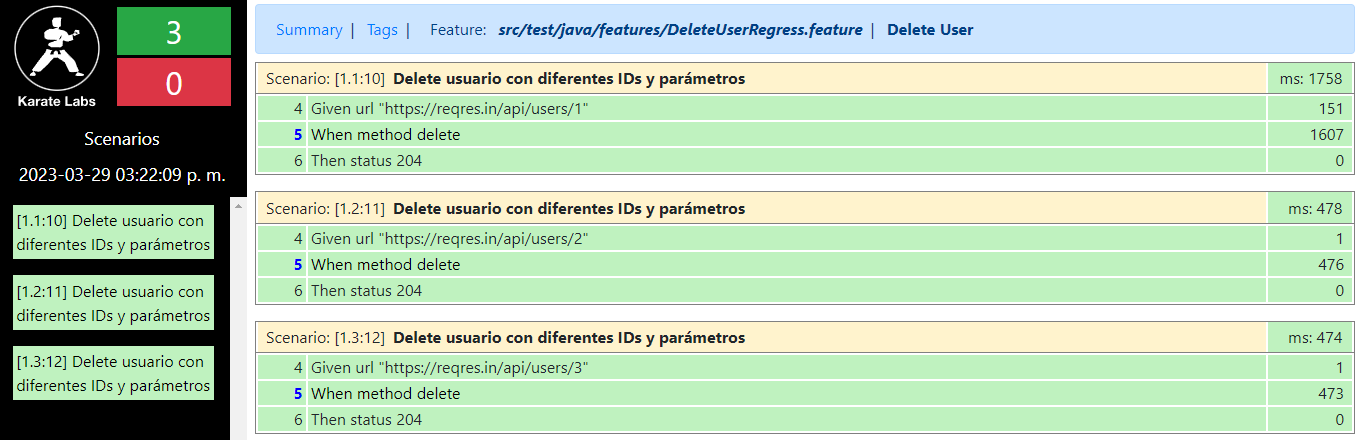 Karate Labs
3
0
Scenarios
2023-03-29 03:22:09 p. m.
[1.1:10] Delete usuario con
diferentes IDs y parámetros
[1.2:11] Delete usuario con
diferentes IDs y parámetros
[1.3:12] Delete usuario con
diferentes IDs y parámetros
Summary | Tags | Feature: src/test/java/features/DeleteUserRegress.feature | Delete User
Scenario: [1.1:10] Delete usuario con diferentes IDs y parámetros ms: 1758
4 Given url "https://reqres.in/api/users/1" 151
5 When method delete 1607
6 Then status 204 0
Scenario: [1.2:11] Delete usuario con diferentes IDs y parámetros ms: 478
4 Given url "https://reqres.in/api/users/2" 1
5 When method delete 476
6 Then status 204 0
Scenario: [1.3:12] Delete usuario con diferentes IDs y parámetros ms: 474
4 Given url "https://reqres.in/api/users/3" 1
5 When method delete 473
6 Then status 204 0